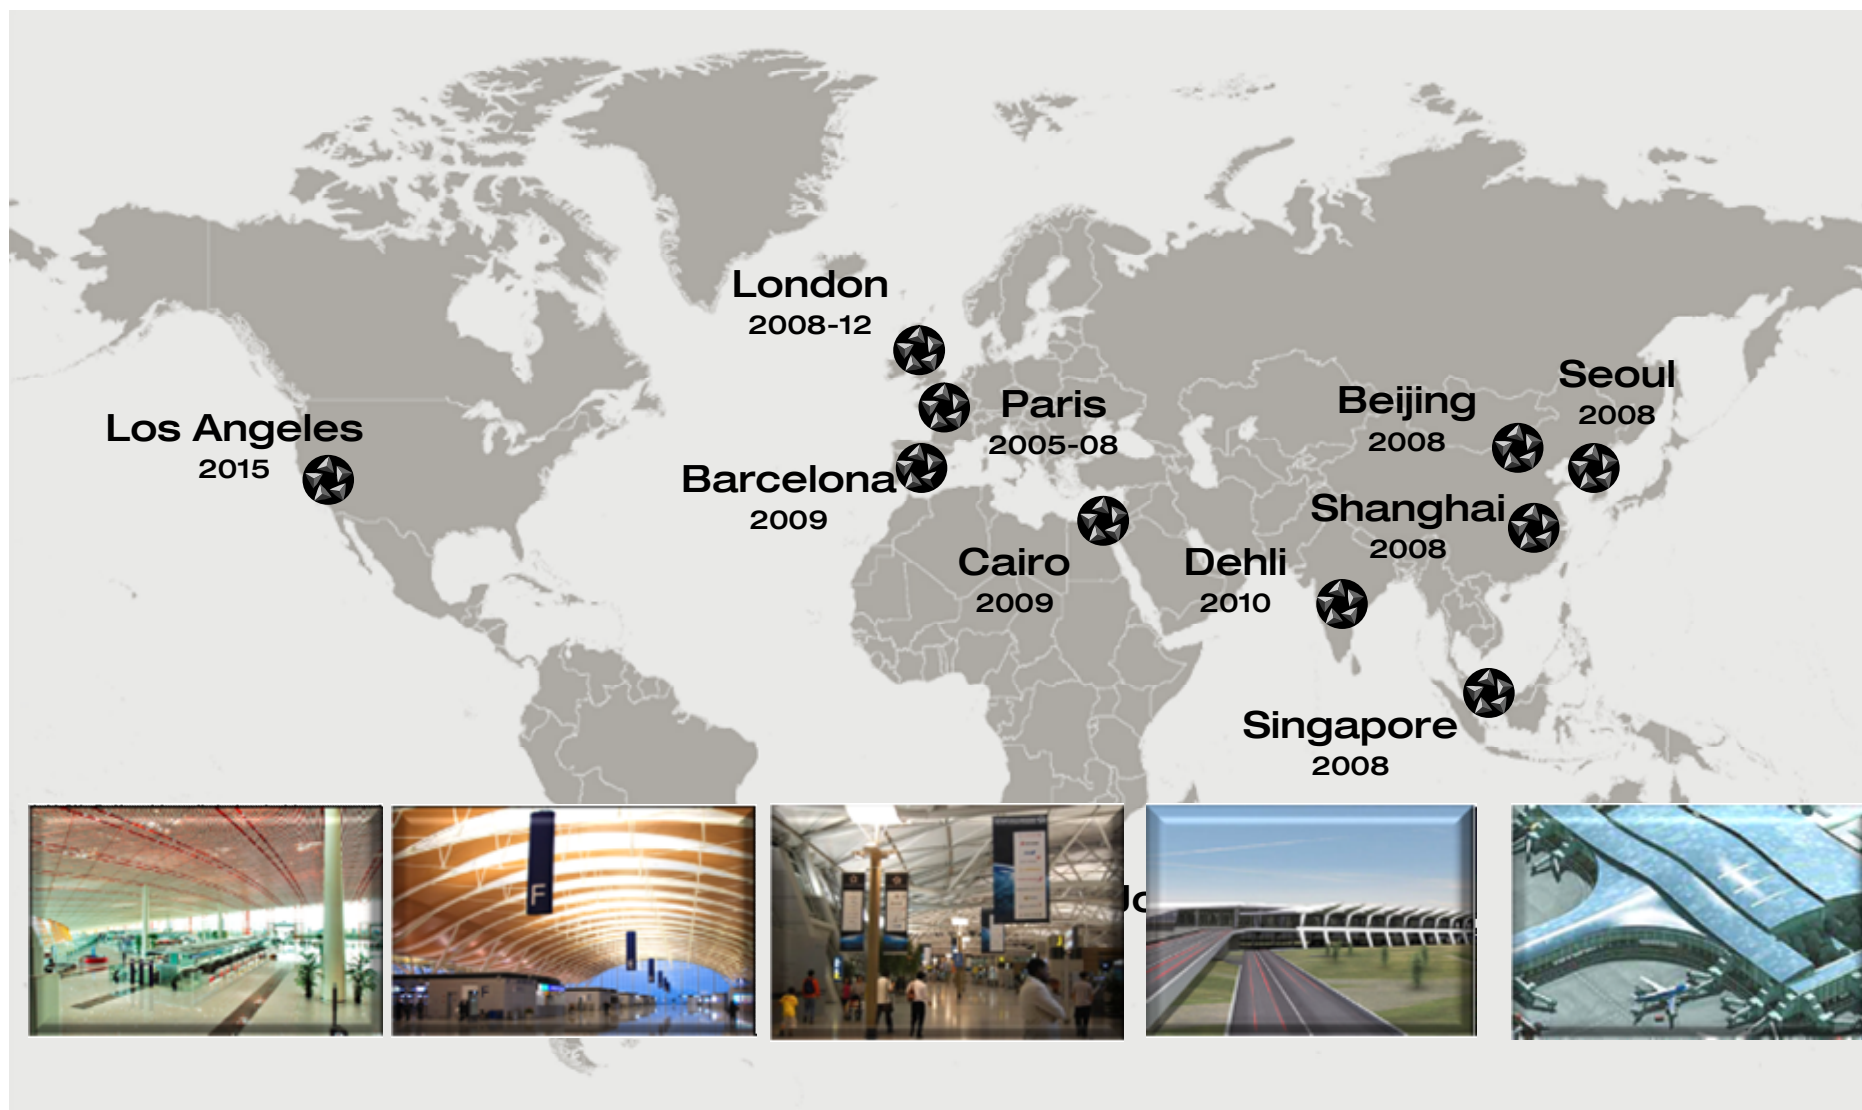 London
2008-12
Seoul
2008
Paris
2005-08
Beijing
2008
Los Angeles
2015
Barcelona
2009
Shanghai
2008
Cairo
2009
Dehli
2010
Singapore
2008
F
Jo